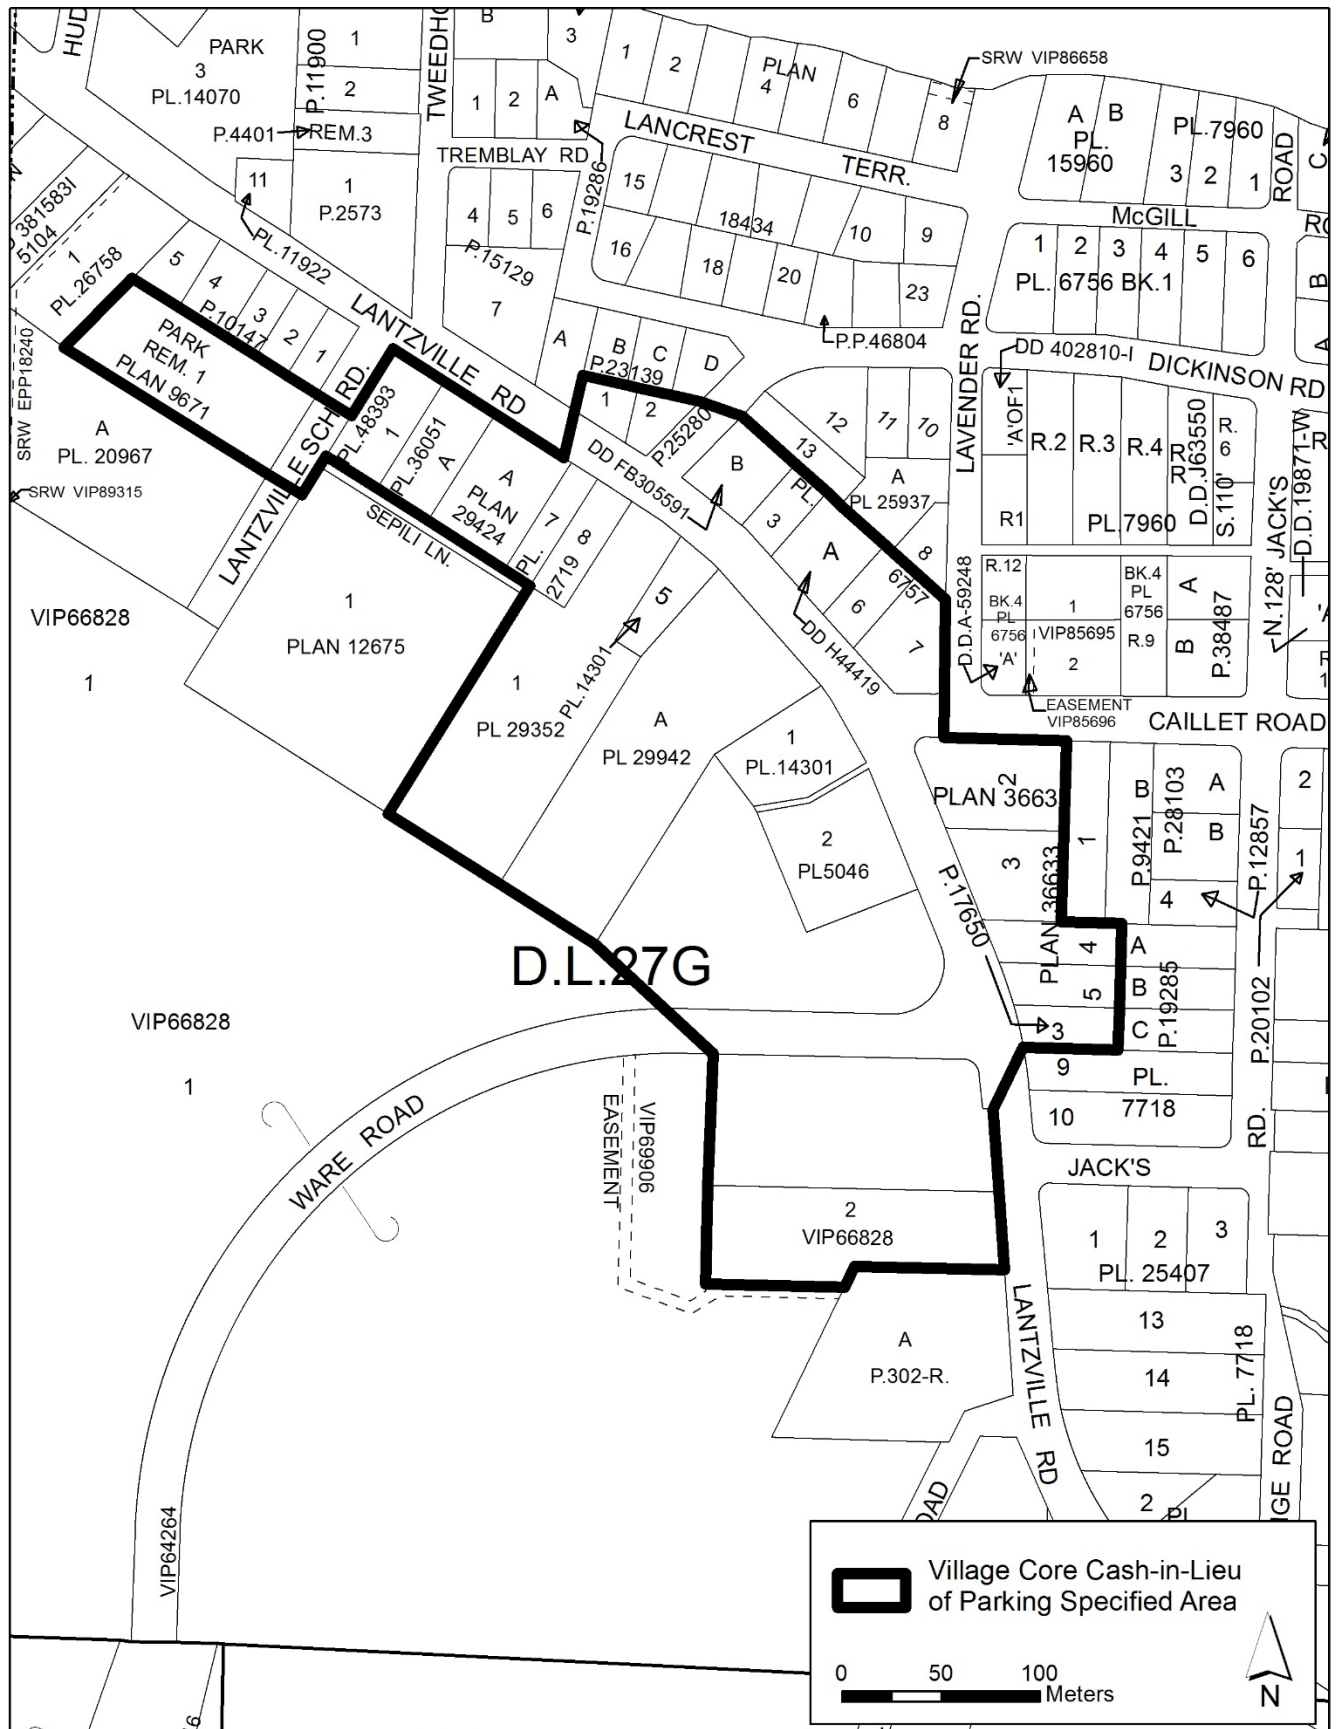 HUD
PARK
3
PL.14070
P.11900
1
2
P.4401
REM.3
11
1
P.2573
PL.11922
TWEEDHO
B
3
1
2
A
TREMBLAY RD.
P.19286
4
5
6
P.15129
7
1
2
PLAN
4
6
8
SRW VIP86658
LANCREST
TERR.
15
16
18434
18
20
10
9
23
P.P.46804
A
B
PL.
15960
PL.7960
3
2
1
ROAD
C
McGILL
RO
1
2
3
4
5
6
PL. 6756 BK.1
B
A
LAVENDER RD.
DD 402810-I
DICKINSON RD
381583I
5104
1
PL.26758
5
4
3
2
1
P.10147
PARK
REM. 1
PLAN 9671
SRW EPP18240
A
PL. 20967
SRW VIP89315
LANTZVILLE SCH
RD.
LANTZVILLE RD
PL.48393
1
PL.36051
A
A
PLAN
29424
SEPILI LN.
7
8
PL.
2719
A
B
C
D
P.23139
1
2
P.25280
DD FB305591
B
3
PL.
13
12
11
10
A
PL 25937
A
8
6757
6
7
DD H44419
'A'OF1
R1
R.2
R.3
R.4
R
R
D.D.J63550
R.
6
S.110'
PL.7960
D.D.19871-W
N.128' JACK'S
R
D.D.A-59248
R.12
BK.4
PL
6756
'A'
1
VIP85695
2
BK.4
PL
6756
R.9
A
B
P.38487
'A
R
1
EASEMENT
VIP85696
CAILLET ROAD
VIP66828
1
1
PLAN 12675
1
PL 29352
PL.14301
5
A
PL 29942
1
PL.14301
2
PL5046
2
PLAN 3663
3
PLAN 36633
P.17650
1
B
P.9421
P.28103
A
B
4
P.12857
2
1
4
A
5
B
P.19285
3
C
P.20102
9
PL.
7718
10
RD.
JACK'S
D.L.27G
VIP66828
1
WARE ROAD
EASEMENT
VIP69906
2
VIP66828
1
2
3
PL. 25407
A
P.302-R.
LANTZVILLE RD
13
14
15
PL. 7718
2
PL
IGE ROAD
OAD
VIP64264
6
Village Core Cash-in-Lieu
of Parking Specified Area
0 50 100
Meters
N